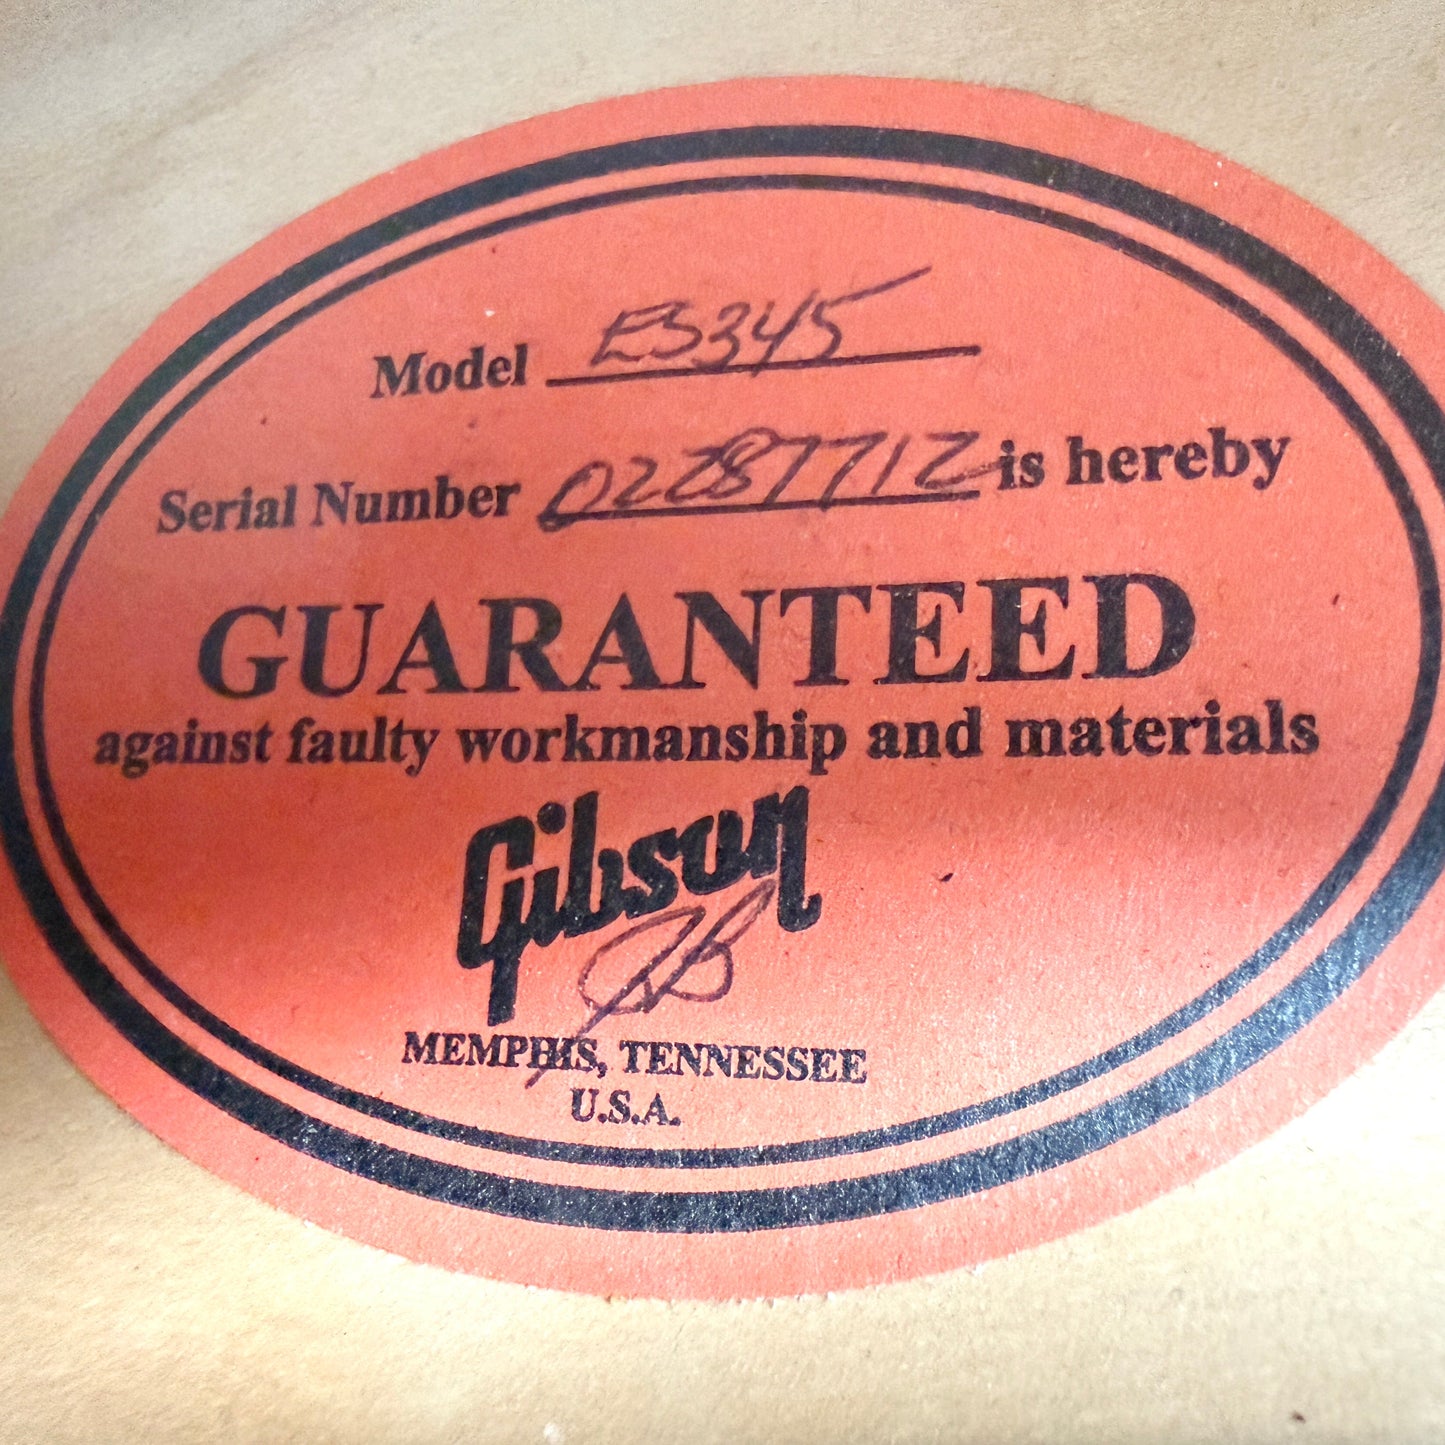 Model ES345
Serial Number 02287712 is hereby
GUARANTEED
against faulty workmanship and materials
Gibson
MEMPHIS, TENNESSEE
U.S.A.